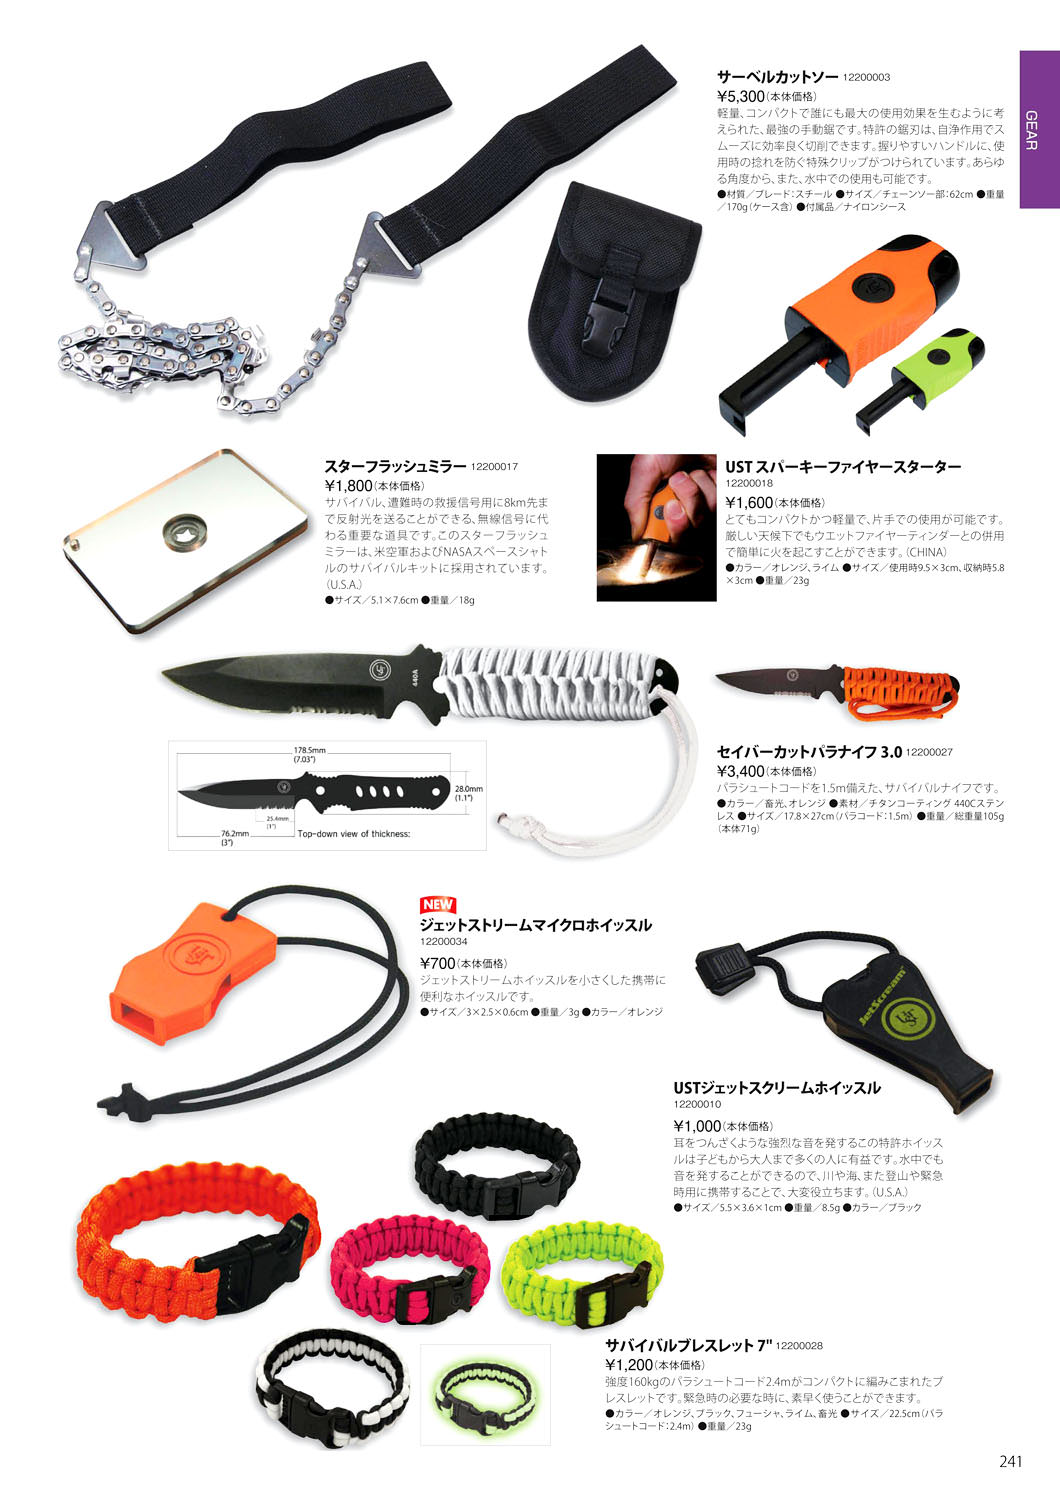 サーベルカットソー 12200003
¥5,300(本体価格)
軽量、コンパクトで誰にも最大の使用効果を生むように考
えられた、最強の手動鋸です。特許の鋸刃は、自浄作用でス
ムーズに効率良く切削できます。握りやすいハンドルに、使
用時の捻れを防ぐ特殊クリップがつけられています。あらゆ
る角度から、また、水中での使用も可能です。
●材質／ブレード：スチール ●サイズ／チェーンソー部：62cm ●重量
／170g（ケース含） ●付属品／ナイロンシース
GEAR
スターフラッシュミラー 12200017
¥1,800(本体価格)
サバイバル、遭難時の救援信号用に8km先ま
で反射光を送ることができる、無線信号に代
わる重要な道具です。このスターフラッシュ
ミラーは、米空軍およびNASAスペースシャト
ルのサバイバルキットに採用されています。
（U.S.A.）
●サイズ／5.1×7.6cm ●重量／18g
UST スパーキーファイヤースターター
12200018
¥1,600(本体価格)
とてもコンパクトかつ軽量で、片手での使用が可能です。
厳しい天候下でもウエットファイヤーティンダーとの併用
で簡単に火を起こすことができます。（CHINA）
●カラー／オレンジ、ライム ●サイズ／使用時9.5×3cm、収納時5.8
×3cm ●重量／23g
440A
178.5mm
(7.03")
28.0mm
(1.1")
25.4mm
(1")
76.2mm
(3")
Top-down view of thickness:
セイバーカットパラナイフ 3.0 12200027
¥3,400(本体価格)
パラシュートコードを1.5m備えた、サバイバルナイフです。
●カラー／畜光、オレンジ ●素材／チタンコーティング 440Cステン
レス ●サイズ／17.8×27cm（パラコード：1.5m） ●重量／総重量105g
（本体71g）
NEW
ジェットストリームマイクロホイッスル
12200034
¥700(本体価格)
ジェットストリームホイッスルを小さくした携帯に
便利なホイッスルです。
●サイズ／3×2.5×0.6cm ●重量／3g ●カラー／オレンジ
JetScream
USTジェットスクリームホイッスル
12200010
¥1,000(本体価格)
耳をつんざくような強烈な音を発するこの特許ホイッス
ルは子どもから大人まで多くの人に有益です。水中でも
音を発することができるので、川や海、また登山や緊急
時用に携帯することで、大変役立ちます。（U.S.A.）
●サイズ／5.5×3.6×1cm ●重量／8.5g ●カラー／ブラック
サバイバルブレスレット 7" 12200028
¥1,200(本体価格)
強度160kgのパラシュートコード2.4mがコンパクトに編みこまれたブ
レスレットです。緊急時の必要な時に、素早く使うことができます。
●カラー／オレンジ、ブラック、フューシャ、ライム、畜光 ●サイズ／22.5cm（パラ
シュートコード：2.4m） ●重量／23g
241